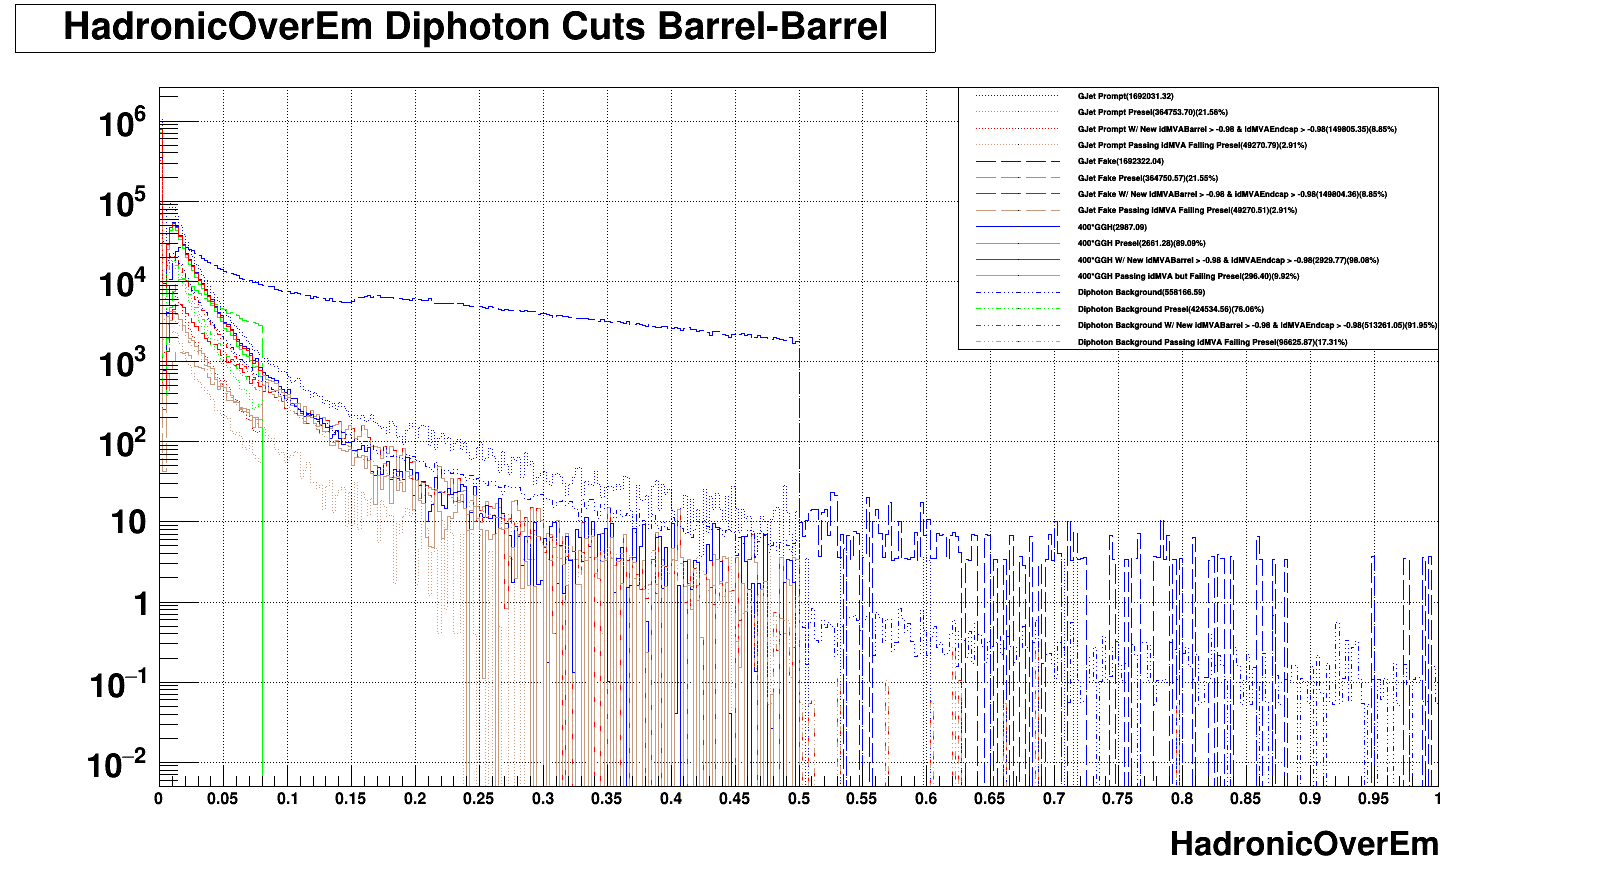 HadronicOverEm Diphoton Cuts Barrel-Barrel
GJet Prompt(1692031.32)
GJet Prompt Presel(364753.70)(21.56%)
GJet Prompt W/ New idMVABarrel > -0.98 & idMVAEndcap > -0.98(149805.35)(8.85%)
GJet Prompt Passing idMVA Failing Presel(49270.79)(2.91%)
GJet Fake(1692322.04)
GJet Fake Presel(364750.57)(21.55%)
GJet Fake W/ New idMVABarrel > -0.98 & idMVAEndcap > -0.98(149804.36)(8.85%)
GJet Fake Passing idMVA Failing Presel(49270.51)(2.91%)
400*GGH(2987.09)
400*GGH Presel(2661.28)(89.09%)
400*GGH W/ New idMVABarrel > -0.98 & idMVAEndcap > -0.98(2929.77)(98.08%)
400*GGH Passing idMVA but Failing Presel(296.40)(9.92%)
Diphoton Background(558166.59)
Diphoton Background Presel(424534.56)(76.06%)
Diphoton Background W/ New idMVABarrel > -0.98 & idMVAEndcap > -0.98(513261.05)(91.95%)
Diphoton Background Passing idMVA Failing Presel(96625.87)(17.31%)
10⁶
10⁵
10⁴
10³
10²
10
1
10⁻¹
10⁻²
0 0.05 0.1 0.15 0.2 0.25 0.3 0.35 0.4 0.45 0.5 0.55 0.6 0.65 0.7 0.75 0.8 0.85 0.9 0.95 1
HadronicOverEm